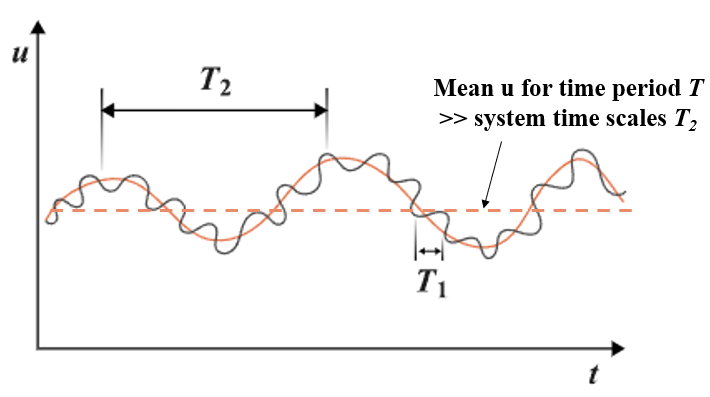 u
T₂
Mean u for time period T
>> system time scales T₂
T₁
t